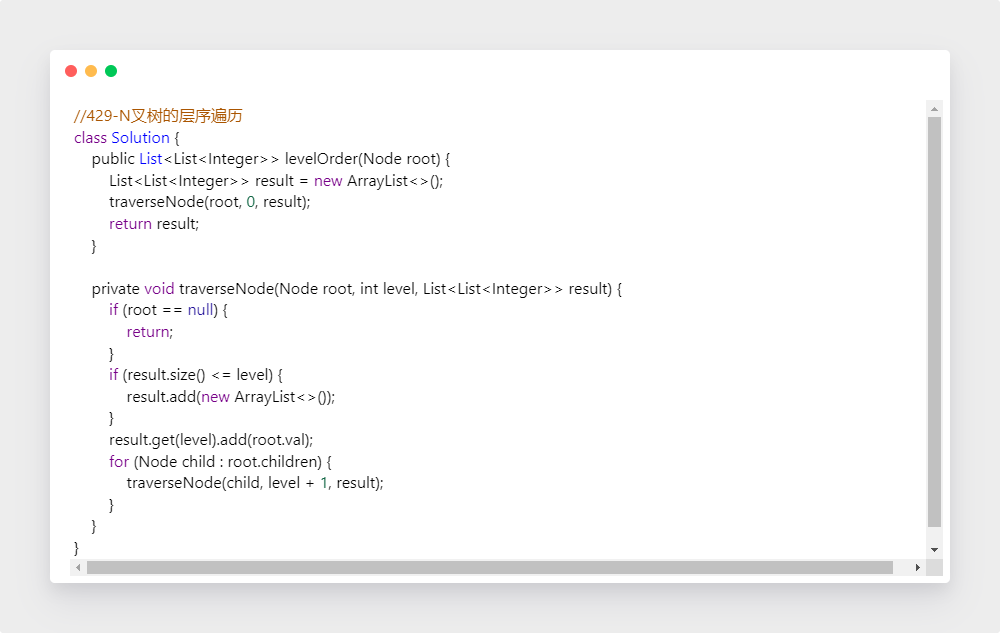 //429-N叉树的层序遍历
class Solution {
    public List<List<Integer>> levelOrder(Node root) {
        List<List<Integer>> result = new ArrayList<>();
        traverseNode(root, 0, result);
        return result;
    }

    private void traverseNode(Node root, int level, List<List<Integer>> result) {
        if (root == null) {
            return;
        }
        if (result.size() <= level) {
            result.add(new ArrayList<>());
        }
        result.get(level).add(root.val);
        for (Node child : root.children) {
            traverseNode(child, level + 1, result);
        }
    }
}